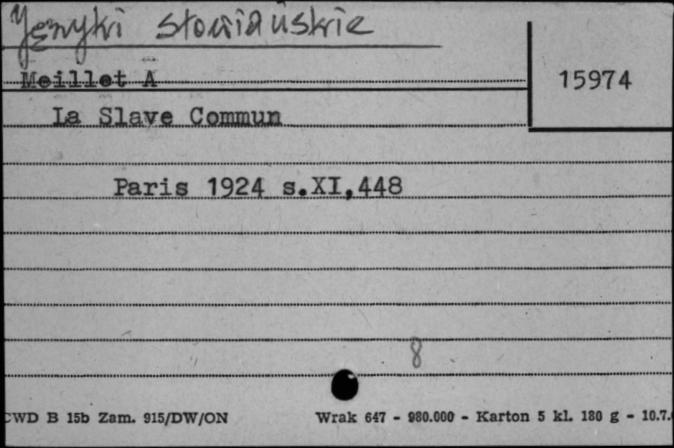 Języki słowiańskie
Meillet A
15974
La Slave Commun
Paris 1924 s.XI,448
8
CWD B 15b Zam. 915/DW/ON Wrak 647 - 980.000 - Karton 5 kl. 180 g - 10.7.